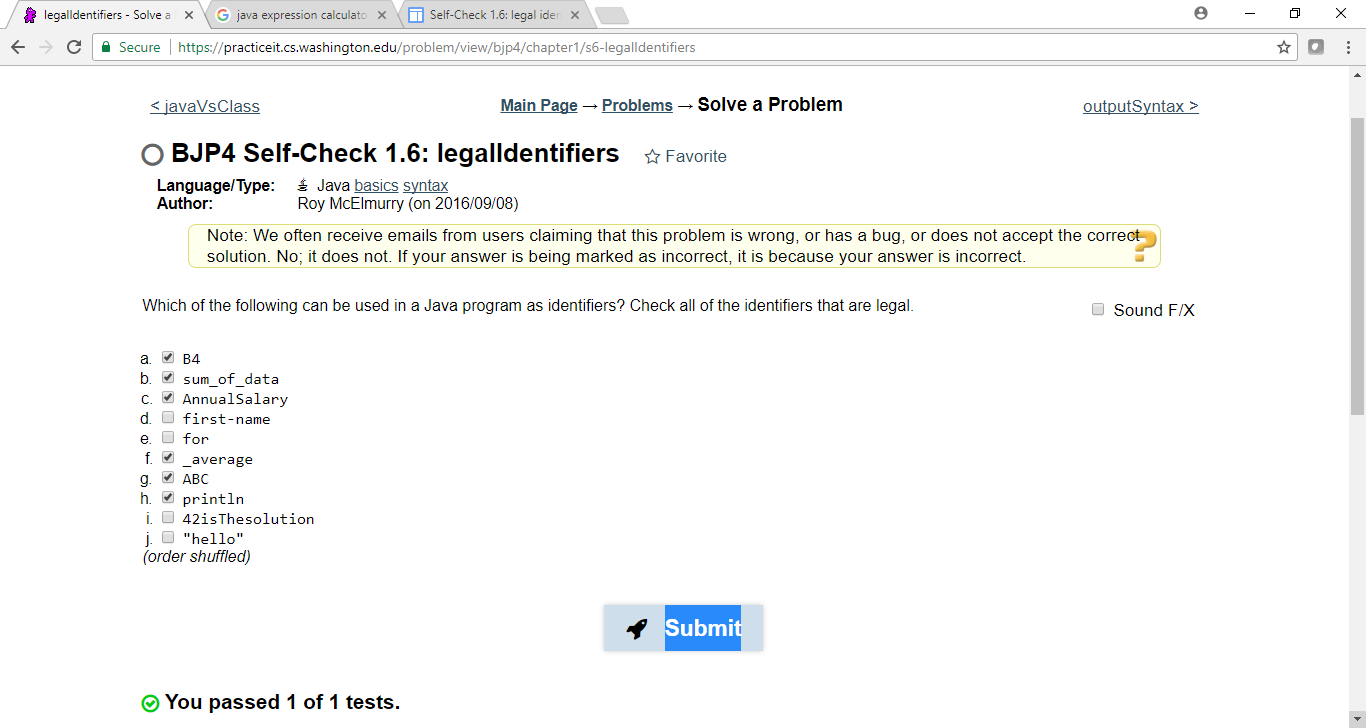 legalIdentifiers - Solve a
java expression calculato
Self-Check 1.6: legal iden
Secure
https://practiceit.cs.washington.edu/problem/view/bjp4/chapter1/s6-legalIdentifiers
< javaVsClass
Main Page → Problems → Solve a Problem
outputSyntax >
BJP4 Self-Check 1.6: legalIdentifiers
Favorite
Language/Type: Java basics syntax
Author: Roy McElmurry (on 2016/09/08)
Note: We often receive emails from users claiming that this problem is wrong, or has a bug, or does not accept the correct
solution. No; it does not. If your answer is being marked as incorrect, it is because your answer is incorrect.
?
Which of the following can be used in a Java program as identifiers? Check all of the identifiers that are legal.
Sound F/X
a. B4
b. sum_of_data
c. AnnualSalary
d. first-name
e. for
f. _average
g. ABC
h. println
i. 42isThesolution
j. "hello"
(order shuffled)
Submit
You passed 1 of 1 tests.